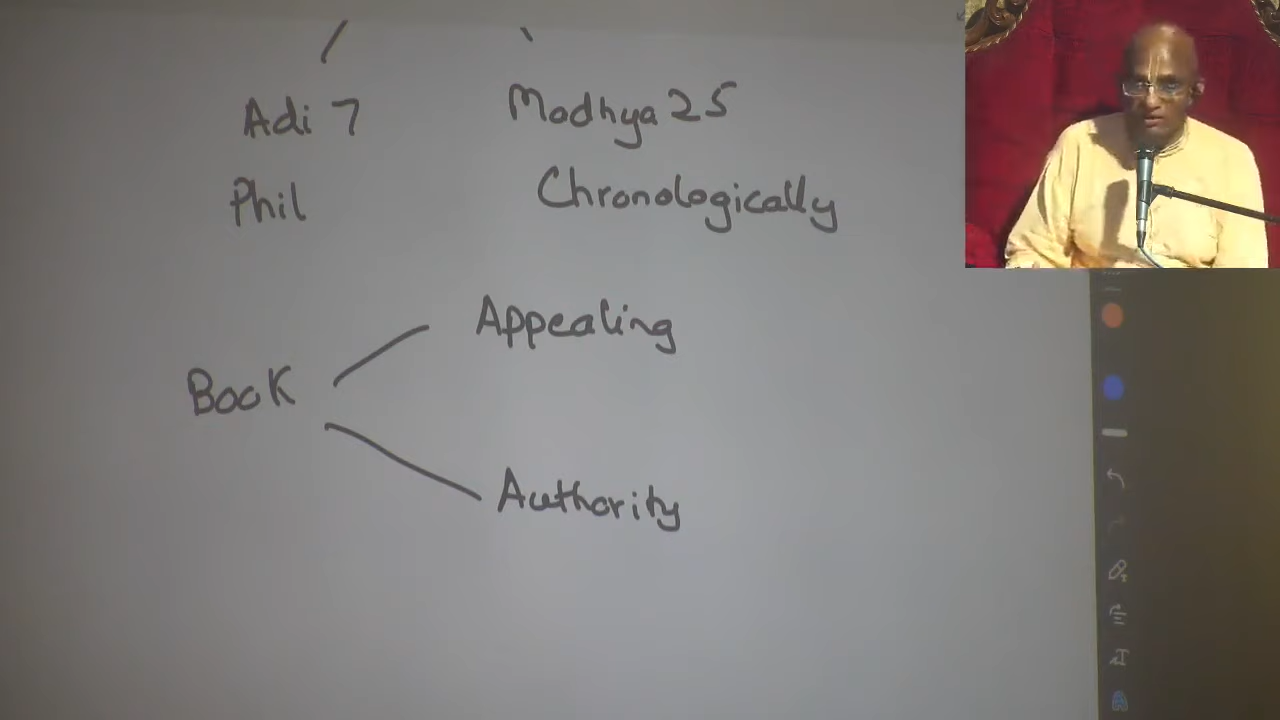 Adi 7 Madhya 25
Phil Chronologically
Appealing
Book
Authority